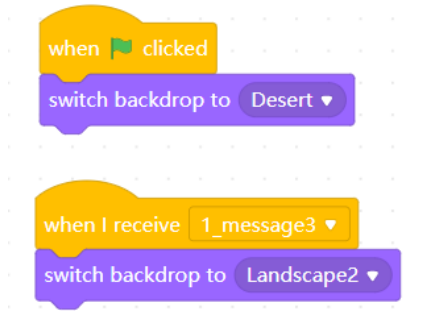 when clicked
switch backdrop to Desert
when I receive 1_message3
switch backdrop to Landscape2